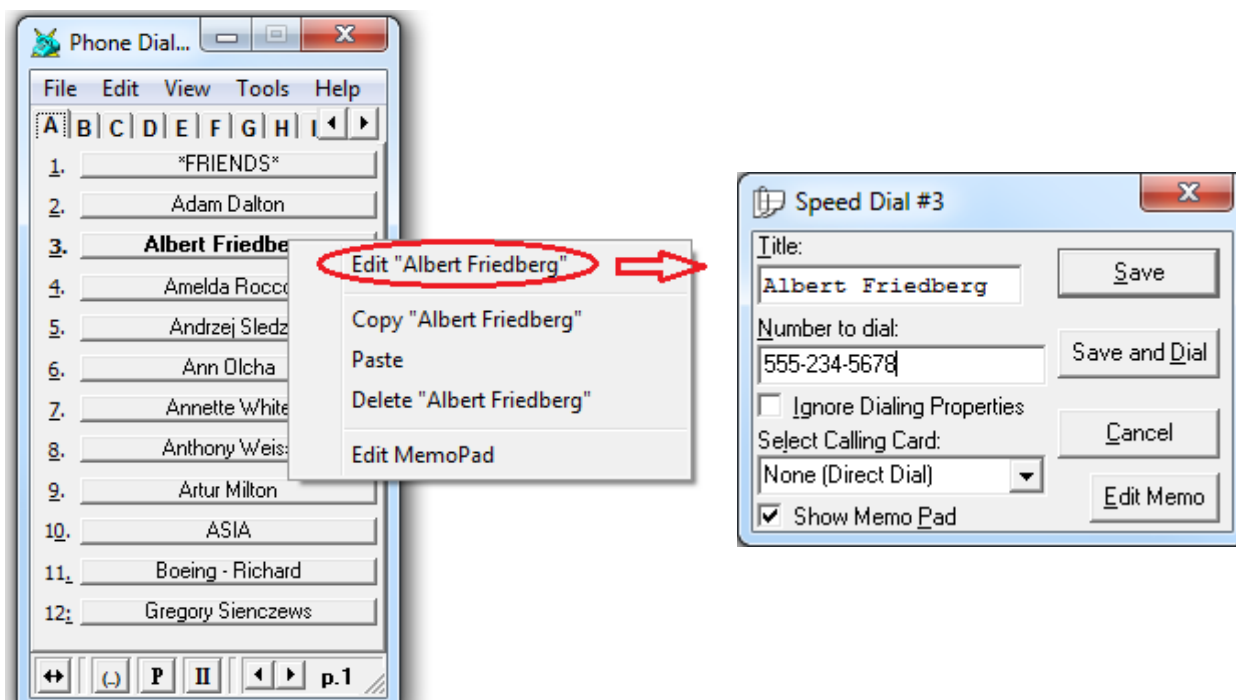 Phone Dial...
File Edit View Tools Help
A B C D E F G H I
1. *FRIENDS*
2. Adam Dalton
3. Albert Friedbe
4. Amelda Rocco
5. Andrzej Sledz
6. Ann Olcha
7. Annette White
8. Anthony Weis
9. Artur Milton
10. ASIA
11. Boeing - Richard
12: Gregory Sienczews
(..) P II p.1
Edit "Albert Friedberg"
Copy "Albert Friedberg"
Paste
Delete "Albert Friedberg"
Edit MemoPad
Speed Dial #3
Title:
Albert Friedberg
Save
Number to dial:
555-234-5678
Save and Dial
Ignore Dialing Properties
Select Calling Card:
Cancel
None (Direct Dial)
Edit Memo
Show Memo Pad